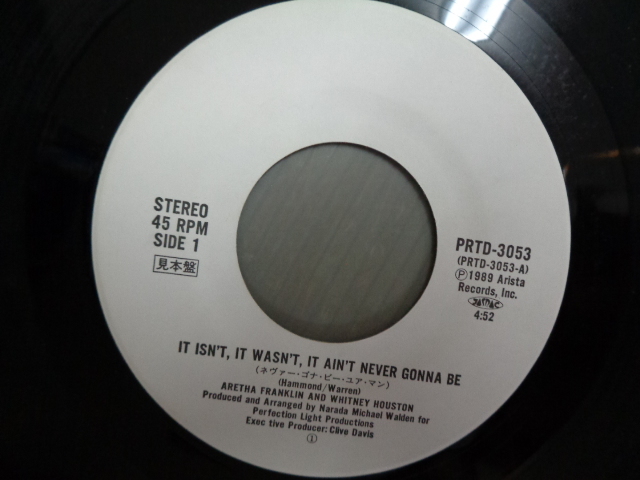 STEREO
45 RPM
SIDE 1
見本盤
PRTD-3053
(PRTD-3053-A)
Ⓟ1989 Arista
Records, Inc.
4:52
IT ISN'T, IT WASN'T, IT AIN'T NEVER GONNA BE
(ネヴァー・ゴナ・ビー・ユア・マン)
(Hammond/Warren)
ARETHA FRANKLIN AND WHITNEY HOUSTON
Produced and Arranged by Narada Michael Walden for
Perfection Light Productions
Exec tive Producer: Clive Davis
①